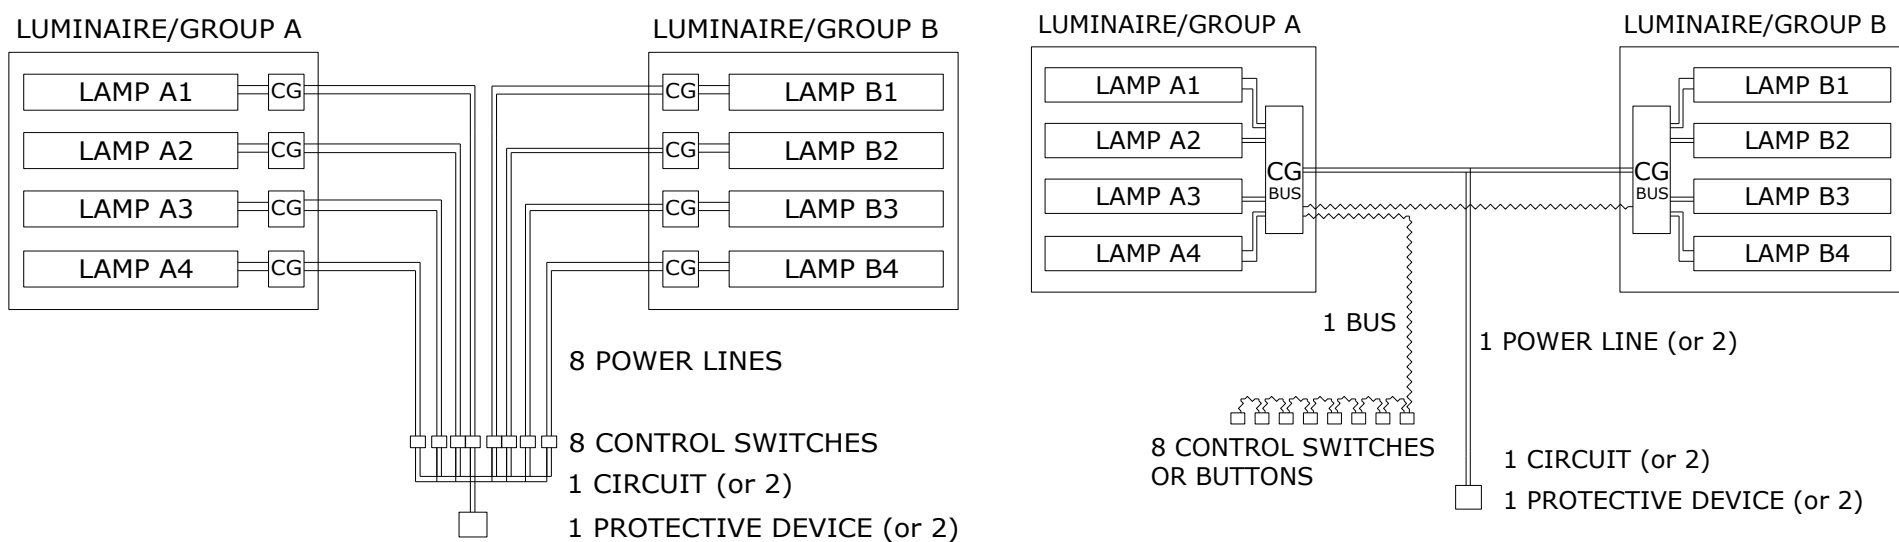 LUMINAIRE/GROUP A
LUMINAIRE/GROUP B
LAMP A1
CG
CG
LAMP B1
LAMP A2
CG
CG
LAMP B2
LAMP A3
CG
CG
LAMP B3
LAMP A4
CG
CG
LAMP B4
8 POWER LINES
8 CONTROL SWITCHES
1 CIRCUIT (or 2)
1 PROTECTIVE DEVICE (or 2)
LUMINAIRE/GROUP A
LUMINAIRE/GROUP B
LAMP A1
LAMP A2
LAMP A3
LAMP A4
CG
BUS
CG
BUS
LAMP B1
LAMP B2
LAMP B3
LAMP B4
1 BUS
1 POWER LINE (or 2)
8 CONTROL SWITCHES
OR BUTTONS
1 CIRCUIT (or 2)
1 PROTECTIVE DEVICE (or 2)